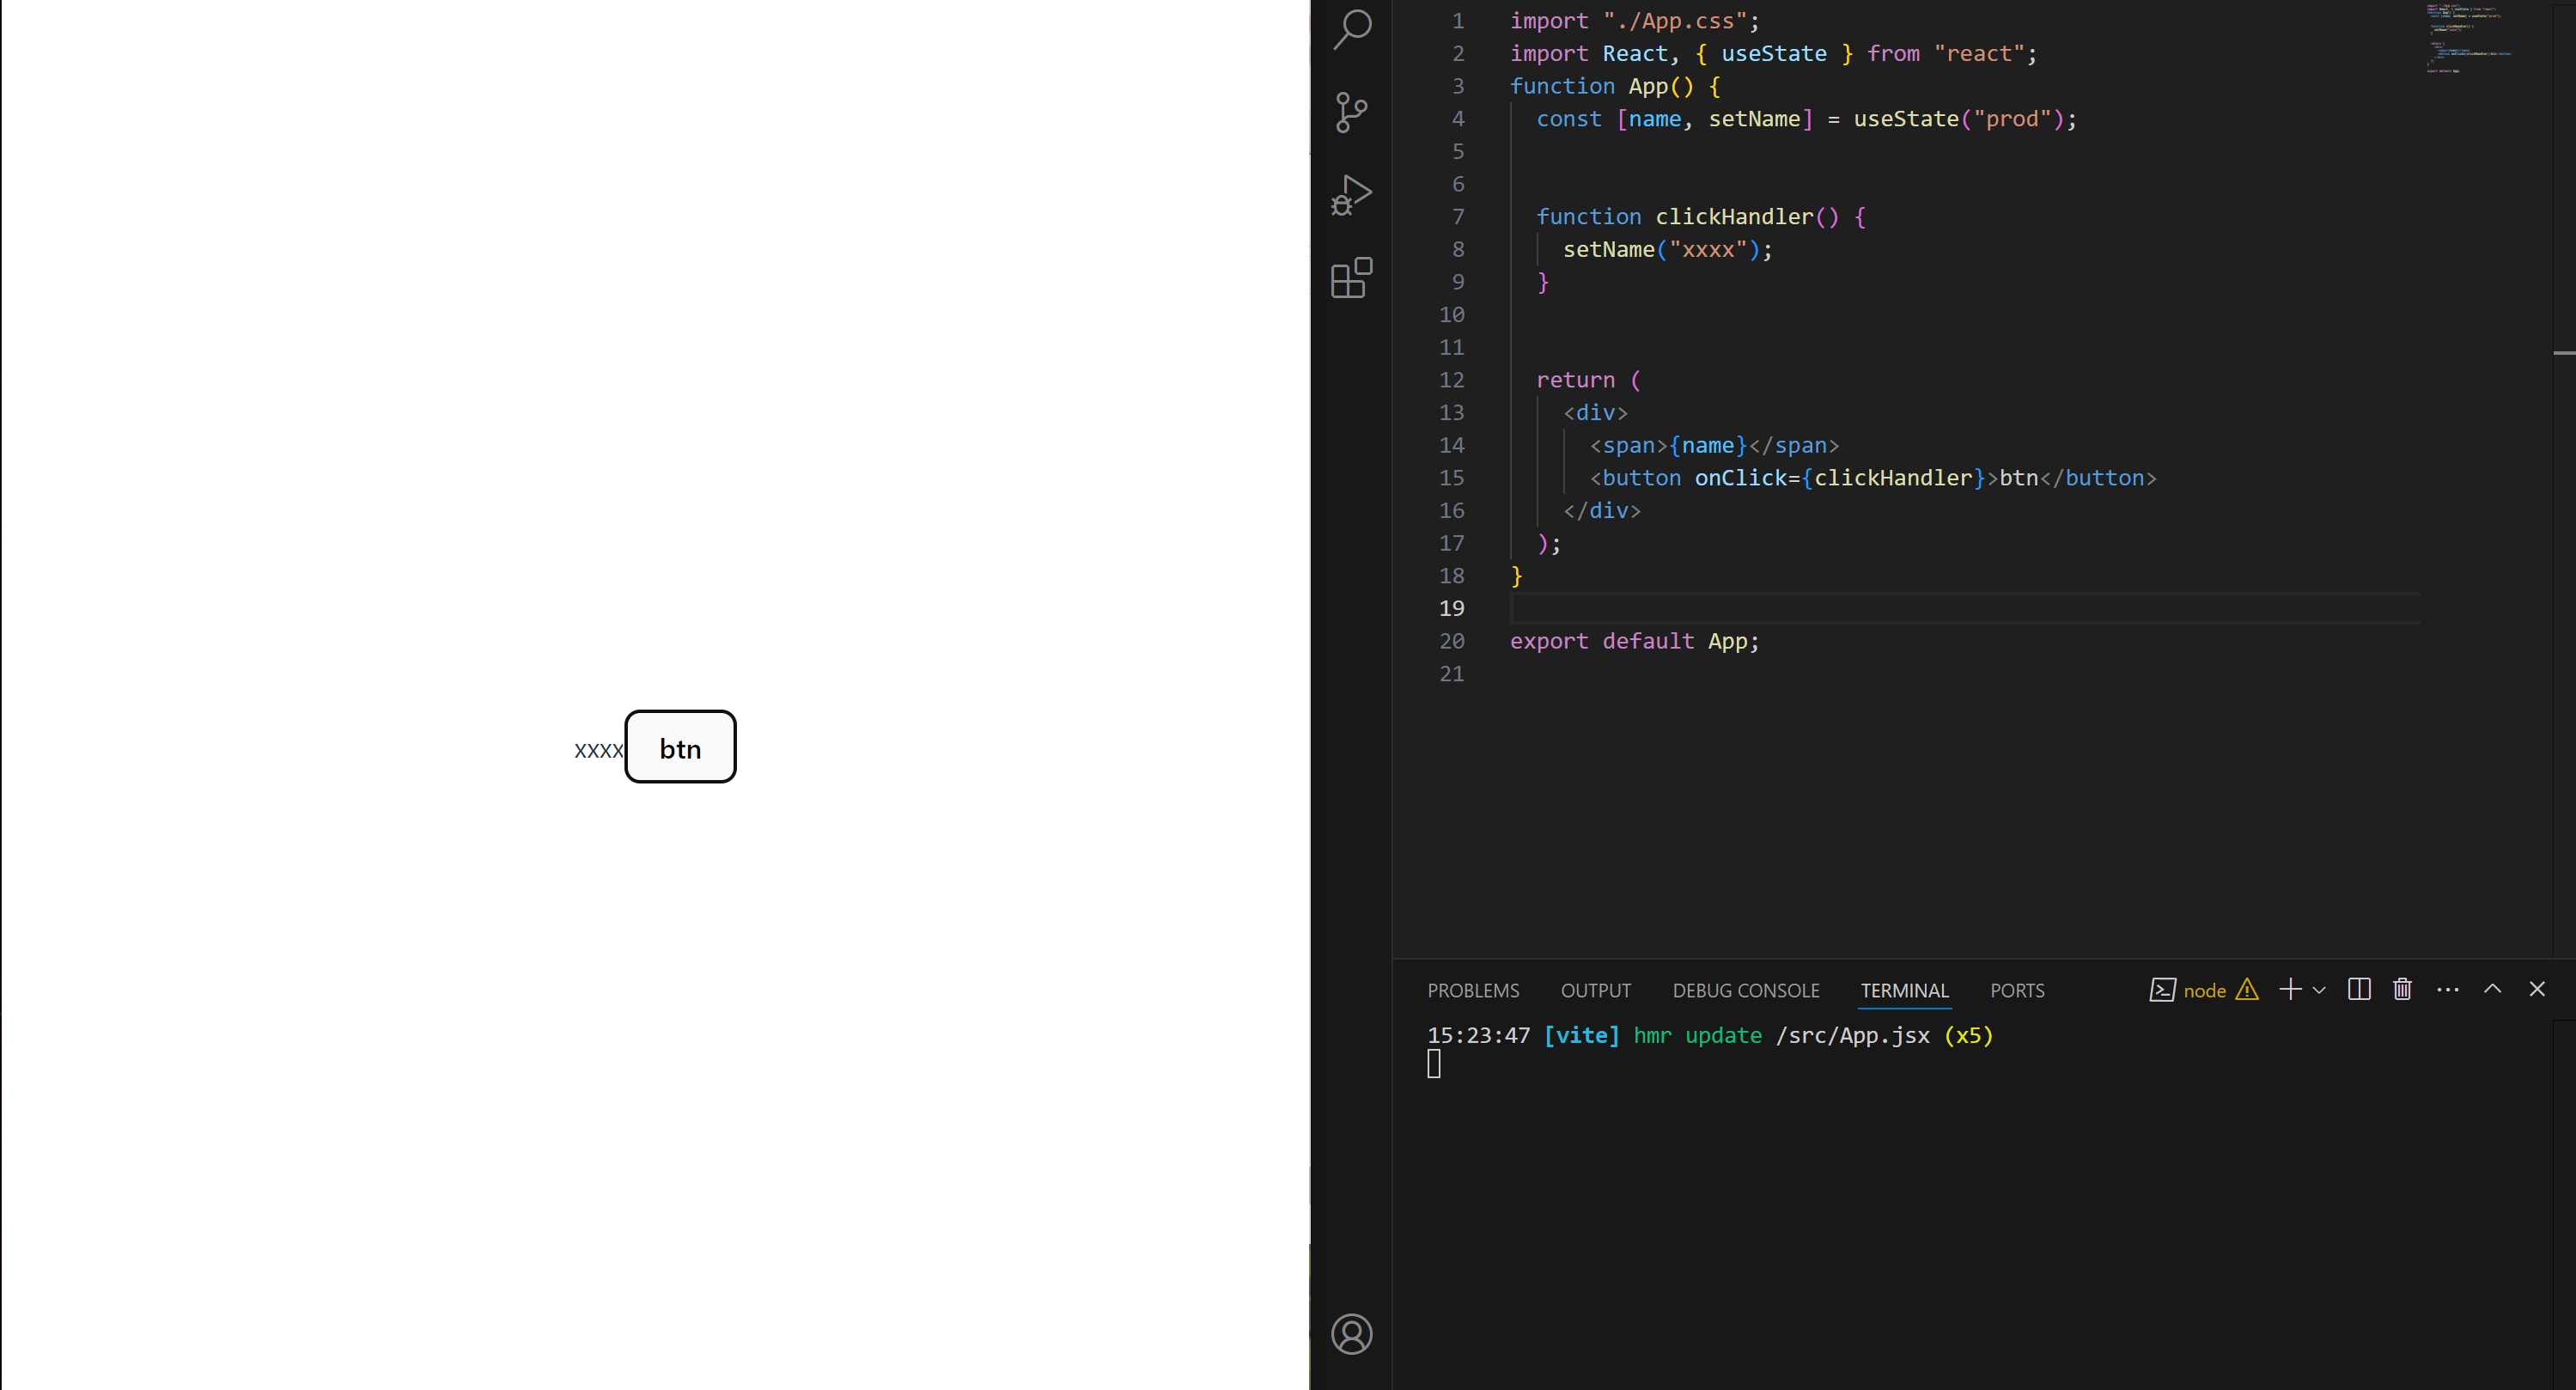 xxxx btn
1 import "./App.css";
2 import React, { useState } from "react";
3 function App() {
4 const [name, setName] = useState("prod");
5
6
7 function clickHandler() {
8 setName("xxxx");
9 }
10
11
12 return (
13 <div>
14 <span>{name}</span>
15 <button onClick={clickHandler}>btn</button>
16 </div>
17 );
18 }
19
20 export default App;
21
PROBLEMS OUTPUT DEBUG CONSOLE TERMINAL PORTS node
15:23:47 [vite] hmr update /src/App.jsx (x5)